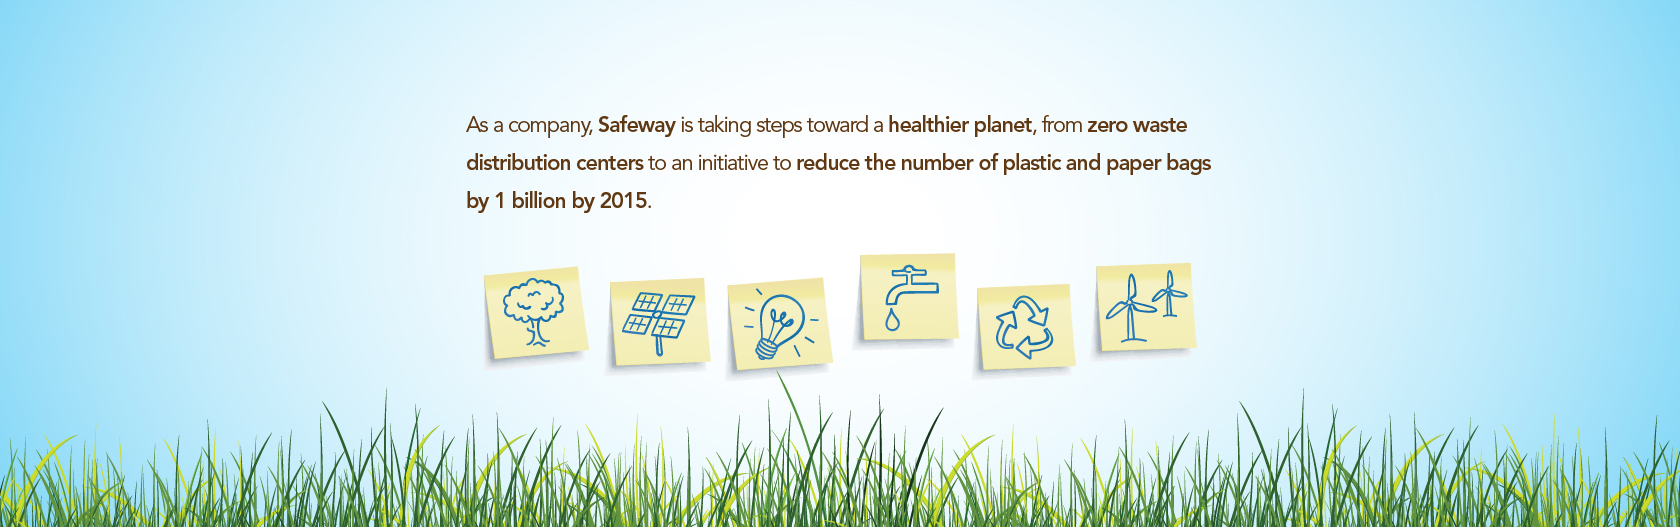 As a company, Safeway is taking steps toward a healthier planet, from zero waste
distribution centers to an initiative to reduce the number of plastic and paper bags
by 1 billion by 2015.